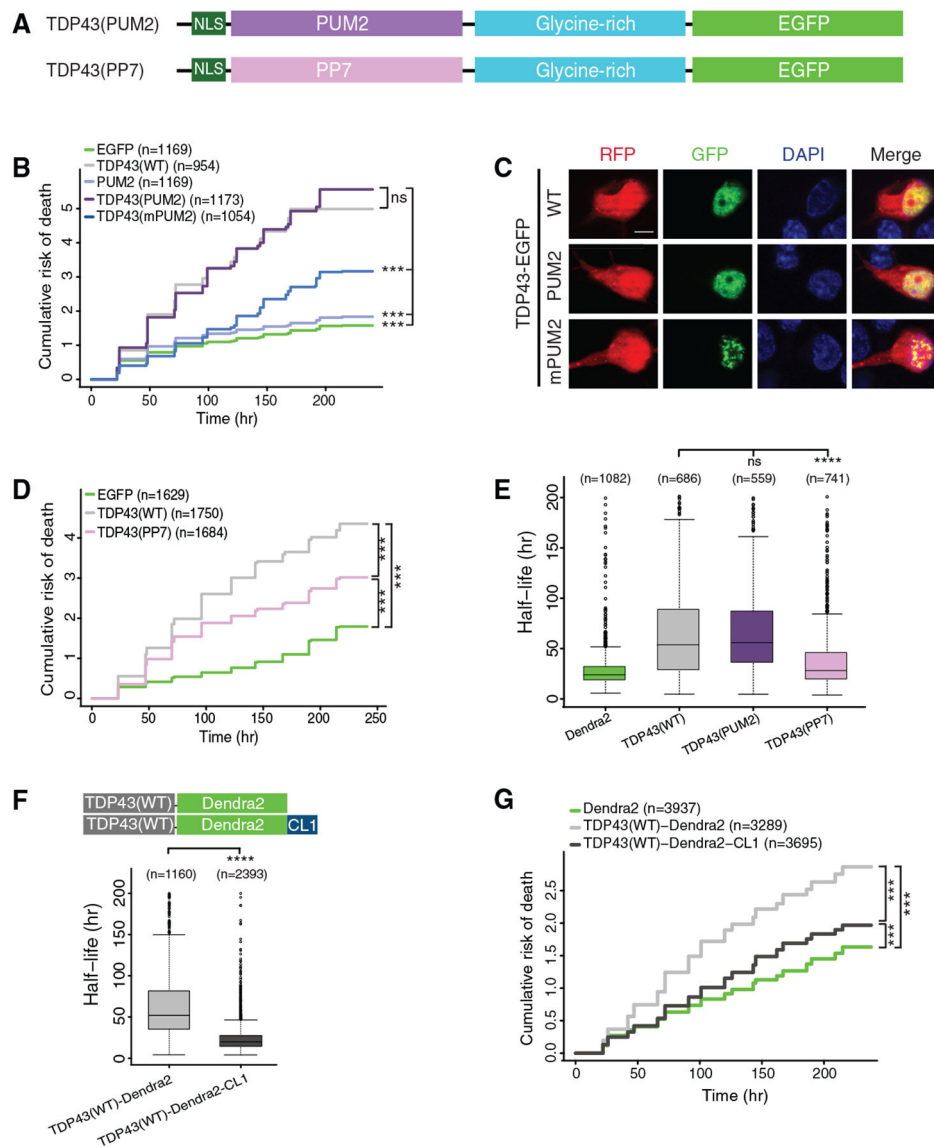 A
TDP43(PUM2)
NLS
PUM2
Glycine-rich
EGFP
TDP43(PP7)
NLS
PP7
Glycine-rich
EGFP
B
EGFP (n=1169)
TDP43(WT) (n=954)
PUM2 (n=1169)
TDP43(PUM2) (n=1173)
TDP43(mPUM2) (n=1054)
ns
***
***
***
Cumulative risk of death
5
4
3
2
1
0
0 50 100 150 200
Time (hr)
C
RFP GFP DAPI Merge
TDP43-EGFP
WT
PUM2
mPUM2
D
EGFP (n=1629)
TDP43(WT) (n=1750)
TDP43(PP7) (n=1684)
***
***
***
Cumulative risk of death
4
3
2
1
0
0 50 100 150 200 250
Time (hr)
E
ns ****
(n=1082) (n=686) (n=559) (n=741)
Half−life (hr)
200
150
100
50
0
Dendra2
TDP43(WT)
TDP43(PUM2)
TDP43(PP7)
F
TDP43(WT)- Dendra2
TDP43(WT)- Dendra2 CL1
****
(n=1160) (n=2393)
Half−life (hr)
200
150
100
50
0
TDP43(WT)-Dendra2
TDP43(WT)-Dendra2-CL1
G
Dendra2 (n=3937)
TDP43(WT)−Dendra2 (n=3289)
TDP43(WT)−Dendra2−CL1 (n=3695)
***
***
***
Cumulative risk of death
2.5
1.5
1.0
0.5
0.0
0 50 100 150 200
Time (hr)